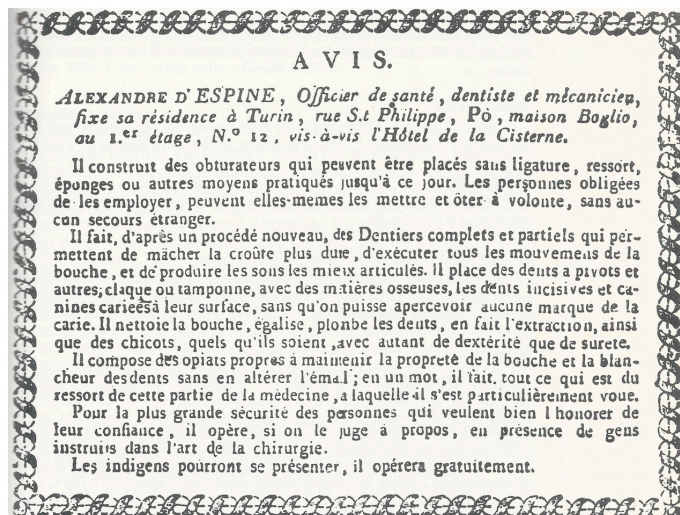 AVIS.
ALEXANDRE D'ESPINE, Officier de santé, dentiste et mécanicien,
fixe sa résidence à Turin, rue S.t Philippe, Pô, maison Boglio,
au 1.er étage, N.º 12, vis-à-vis l'Hôtel de la Cisterne.
Il construit des obturateurs qui peuvent être placés sans ligature, ressort,
éponges ou autres moyens pratiqués jusqu'à ce jour. Les personnes obligées
de les employer, peuvent elles-memes les mettre et ôter à volonte, sans au-
cun secours étranger.
Il fait, d'après un procédé nouveau, des Dentiers complets et partiels qui per-
mettent de màcher la croûte plus dure, d'exécuter tous les mouvemens de la
bouche, et de produire les sons les mieux articulés. Il place des dents a pivots et
autres; claque ou tamponne, avec des matières osseuses, les dents incisives et ca-
nines cariées à leur surface, sans qu'on puisse apercevoir aucune marque de la
carie. Il nettoie la bouche, égalise, plonbe les dents, en fait l'extraction, ainsi
que des chicots, quels qu'ils soient, avec autant de dextérité que de surete.
Il compose des opiats propres à maintenir la propreté de la bouche et la blan-
cheur des dents sans en altérer l'émal; en un mot, il fait tout ce qui est du
ressort de cette partie de la médecine, a laquelle il s'est particulièrement voue.
Pour la plus grande sécurité des personnes qui veulent bien l honorer de
leur confiance, il opère, si on le juge à propos, en présence de gens
instruits dans l'art de la chirurgie.
Les indigens pourront se présenter, il opérera gratuitement.